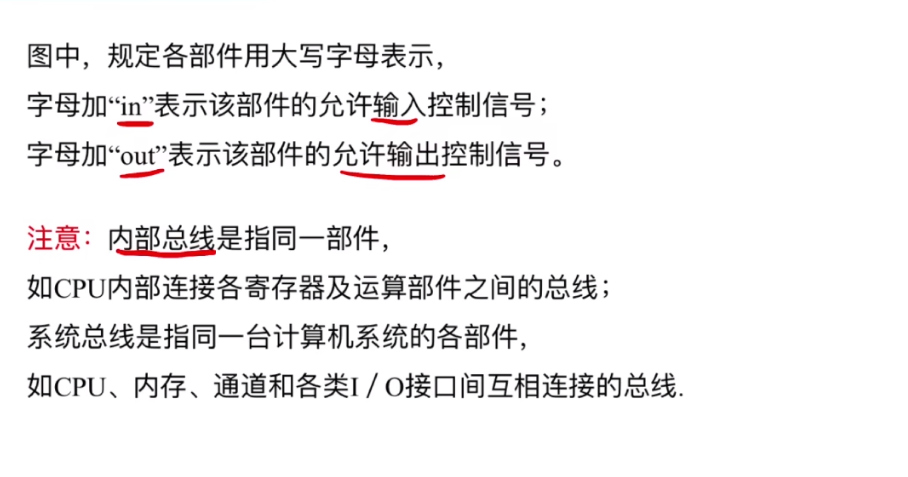 图中，规定各部件用大写字母表示，
字母加“in”表示该部件的允许输入控制信号；
字母加“out”表示该部件的允许输出控制信号。
注意：内部总线是指同一部件，
如CPU内部连接各寄存器及运算部件之间的总线；
系统总线是指同一台计算机系统的各部件，
如CPU、内存、通道和各类I／O接口间互相连接的总线.